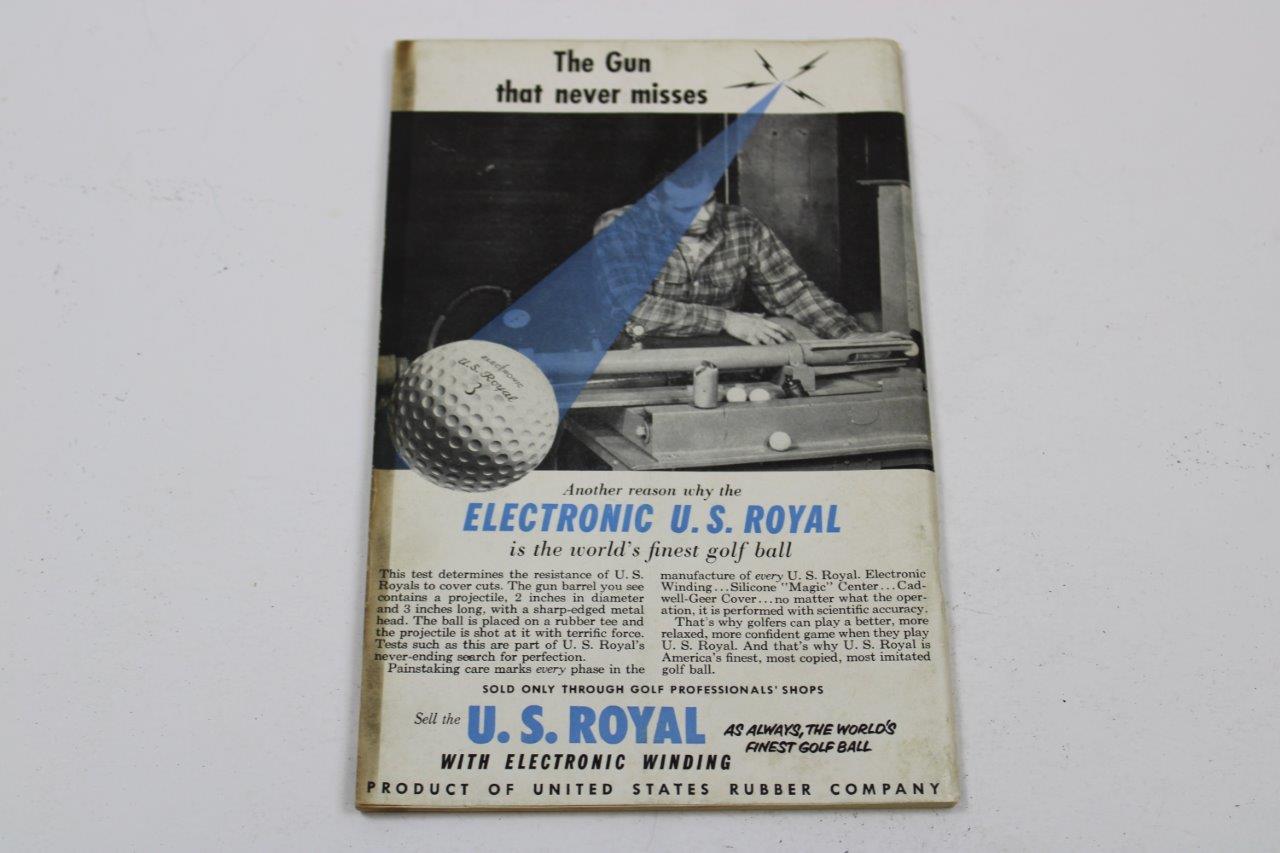 The Gun
that never misses
ELECTRONIC
U.S. Royal
3
Another reason why the
ELECTRONIC U. S. ROYAL
is the world's finest golf ball
This test determines the resistance of U. S.
Royals to cover cuts. The gun barrel you see
contains a projectile, 2 inches in diameter
and 3 inches long, with a sharp-edged metal
head. The ball is placed on a rubber tee and
the projectile is shot at it with terrific force.
Tests such as this are part of U. S. Royal's
never-ending search for perfection.
Painstaking care marks every phase in the
manufacture of every U. S. Royal. Electronic
Winding...Silicone "Magic" Center...Cad-
well-Geer Cover...no matter what the oper-
ation, it is performed with scientific accuracy.
That's why golfers can play a better, more
relaxed, more confident game when they play
U. S. Royal. And that's why U. S. Royal is
America's finest, most copied, most imitated
golf ball.
SOLD ONLY THROUGH GOLF PROFESSIONALS' SHOPS
Sell the U. S. ROYAL
WITH ELECTRONIC WINDING
AS ALWAYS, THE WORLD'S
FINEST GOLF BALL
PRODUCT OF UNITED STATES RUBBER COMPANY